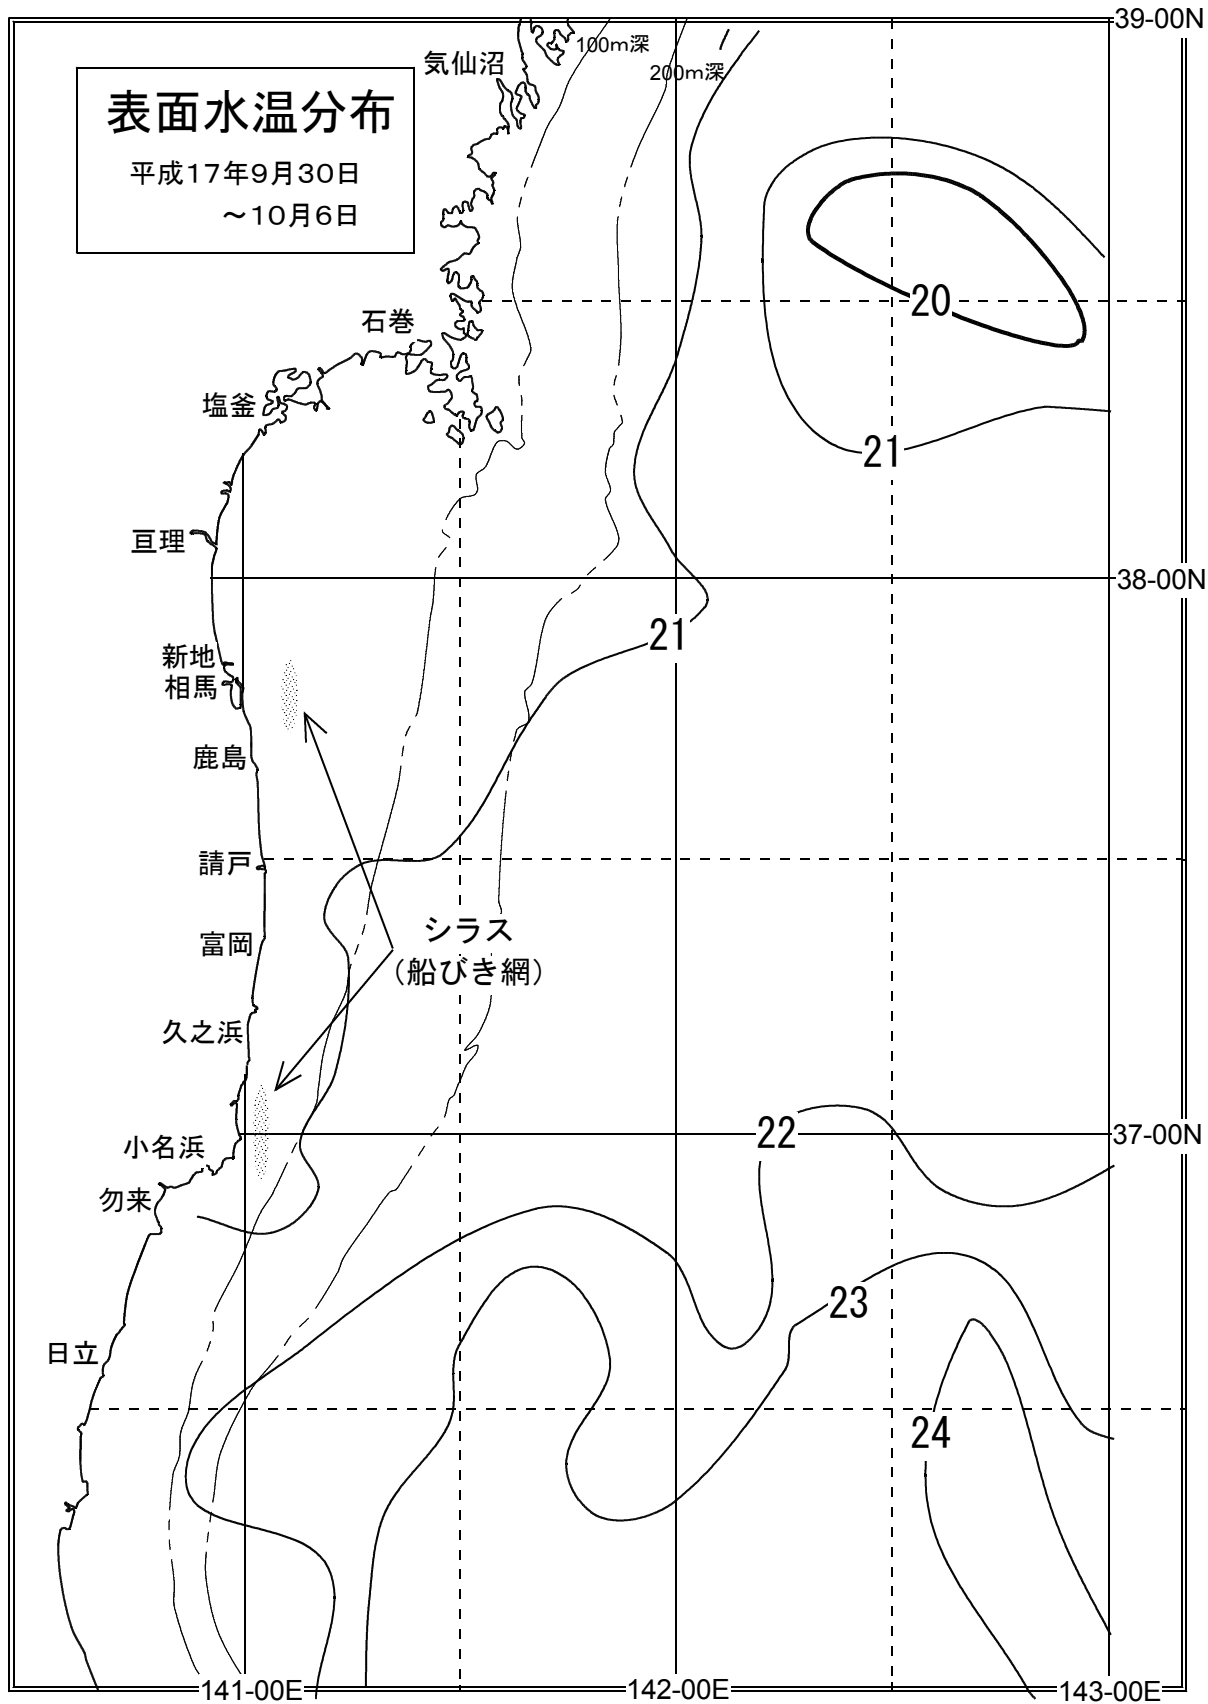 39-00N
100m深
気仙沼
200m深
表面水温分布
平成17年9月30日
～10月6日
20
石巻
塩釜
21
亘理
38-00N
21
新地
相馬
鹿島
請戸
シラス
（船びき網）
富岡
久之浜
22
37-00N
小名浜
勿来
23
日立
24
141-00E
142-00E
143-00E